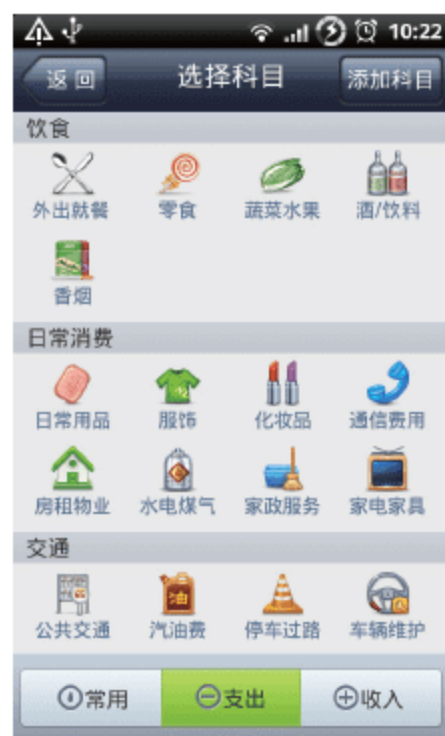 10:22
返回 选择科目 添加科目
饮食
外出就餐 零食 蔬菜水果 酒/饮料
香烟
日常消费
日常用品 服饰 化妆品 通信费用
房租物业 水电煤气 家政服务 家电家具
交通
油
公共交通 汽油费 停车过路 车辆维护
常用 支出 收入